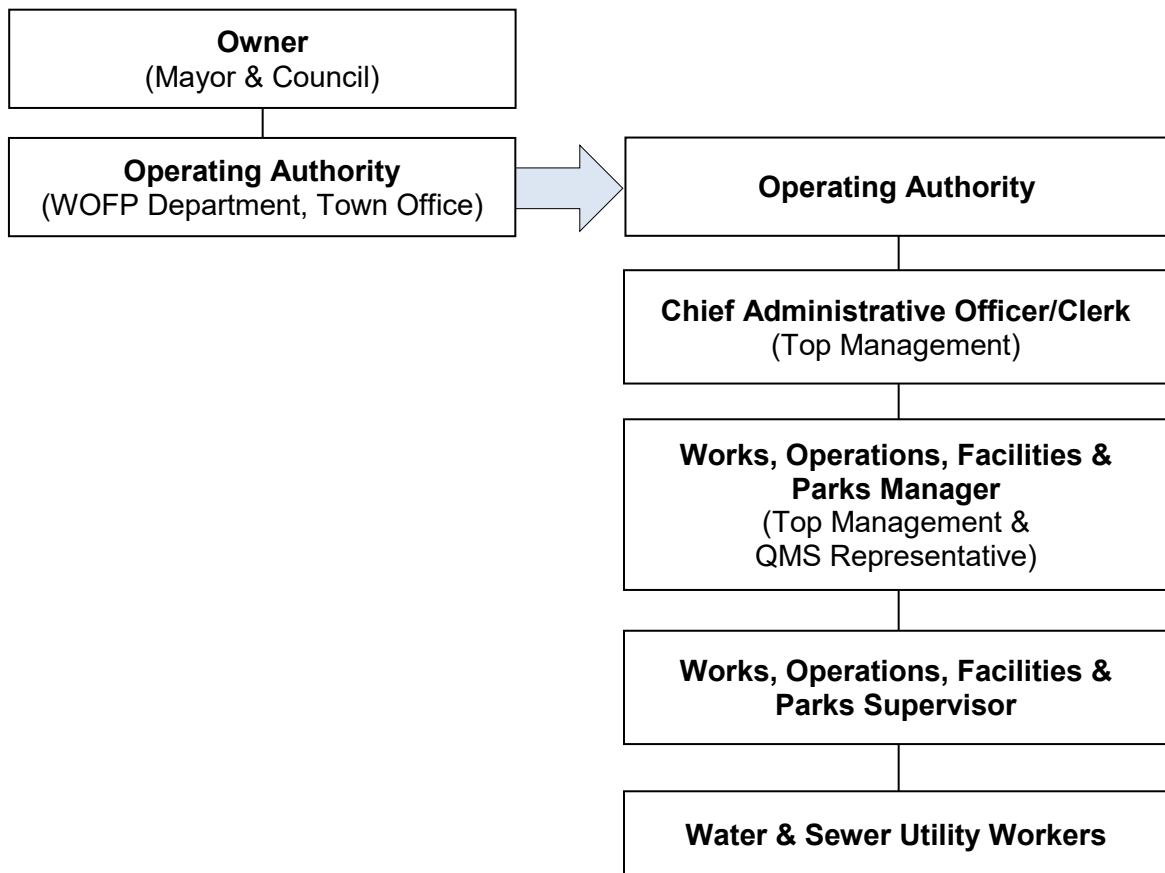 Owner
(Mayor & Council)
Operating Authority
(WOFP Department, Town Office)
Operating Authority
Chief Administrative Officer/Clerk
(Top Management)
Works, Operations, Facilities &
Parks Manager
(Top Management &
QMS Representative)
Works, Operations, Facilities &
Parks Supervisor
Water & Sewer Utility Workers